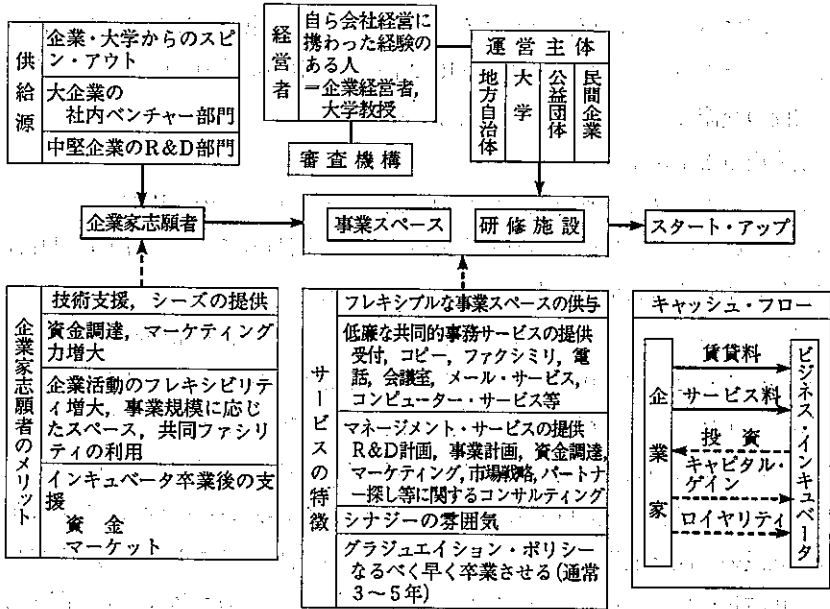 供給源
企業・大学からのスピン・アウト
大企業の
社内ベンチャー部門
中堅企業のR&D部門
経営者
自ら会社経営に
携わった経験の
ある人
＝企業経営者,
大学教授
審査機構
運営主体
地方自治体
大学
公益団体
民間企業
企業家志願者
事業スペース
研修施設
スタート・アップ
企業家志願者のメリット
技術支援, シーズの提供
資金調達, マーケティング
力増大
企業活動のフレキシビリテ
ィ増大, 事業規模に応じ
たスペース, 共同ファシリ
ティの利用
インキュベータ卒業後の支
援
資金
マーケット
サービスの特徴
フレキシブルな事業スペースの供与
低廉な共同的事務サービスの提供
受付, コピー, ファクシミリ, 電
話, 会議室, メール・サービス,
コンピューター・サービス等
マネージメント・サービスの提供
R&D計画, 事業計画, 資金調達,
マーケティング, 市場戦略, パートナ
ー探し等に関するコンサルティング
シナジーの雰囲気
グラジュエイション・ポリシー
なるべく早く卒業させる(通常
3〜5年)
キャッシュ・フロー
企業家
賃貸料
サービス料
投資
キャピタル・
ゲイン
ロイヤリティ
ビジネス・インキュベータ